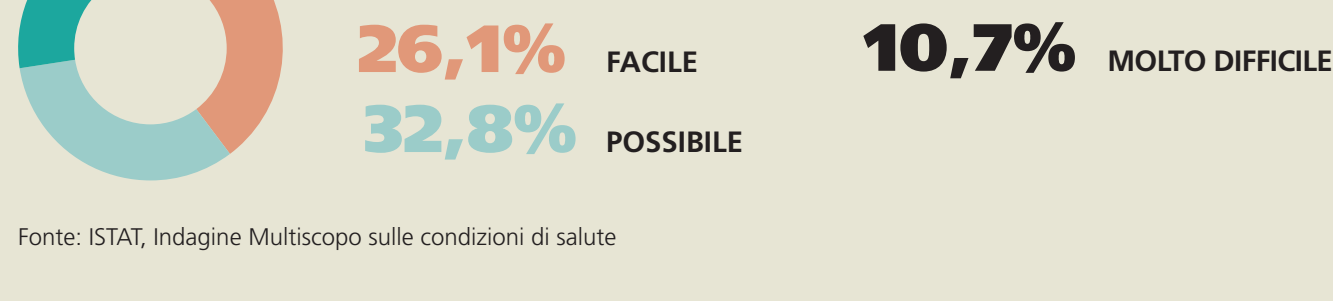 26,1% FACILE 10,7% MOLTO DIFFICILE
32,8% POSSIBILE
Fonte: ISTAT, Indagine Multiscopo sulle condizioni di salute